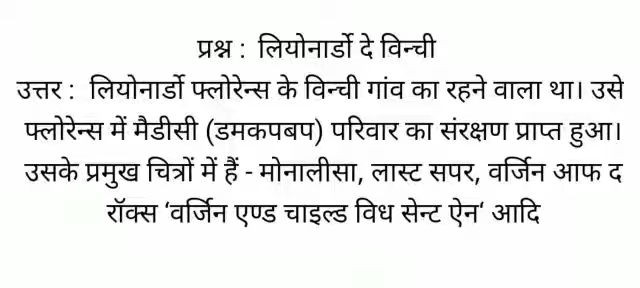 प्रश्न : लियोनार्डो दे विन्ची
उत्तर : लियोनार्डो फ्लोरेन्स के विन्ची गांव का रहने वाला था। उसे
फ्लोरेन्स में मैडीसी (डमकपबप) परिवार का संरक्षण प्राप्त हुआ।
उसके प्रमुख चित्रों में हैं - मोनालीसा, लास्ट सपर, वर्जिन आफ द
रॉक्स ‘वर्जिन एण्ड चाइल्ड विध सेन्ट ऐन‘ आदि